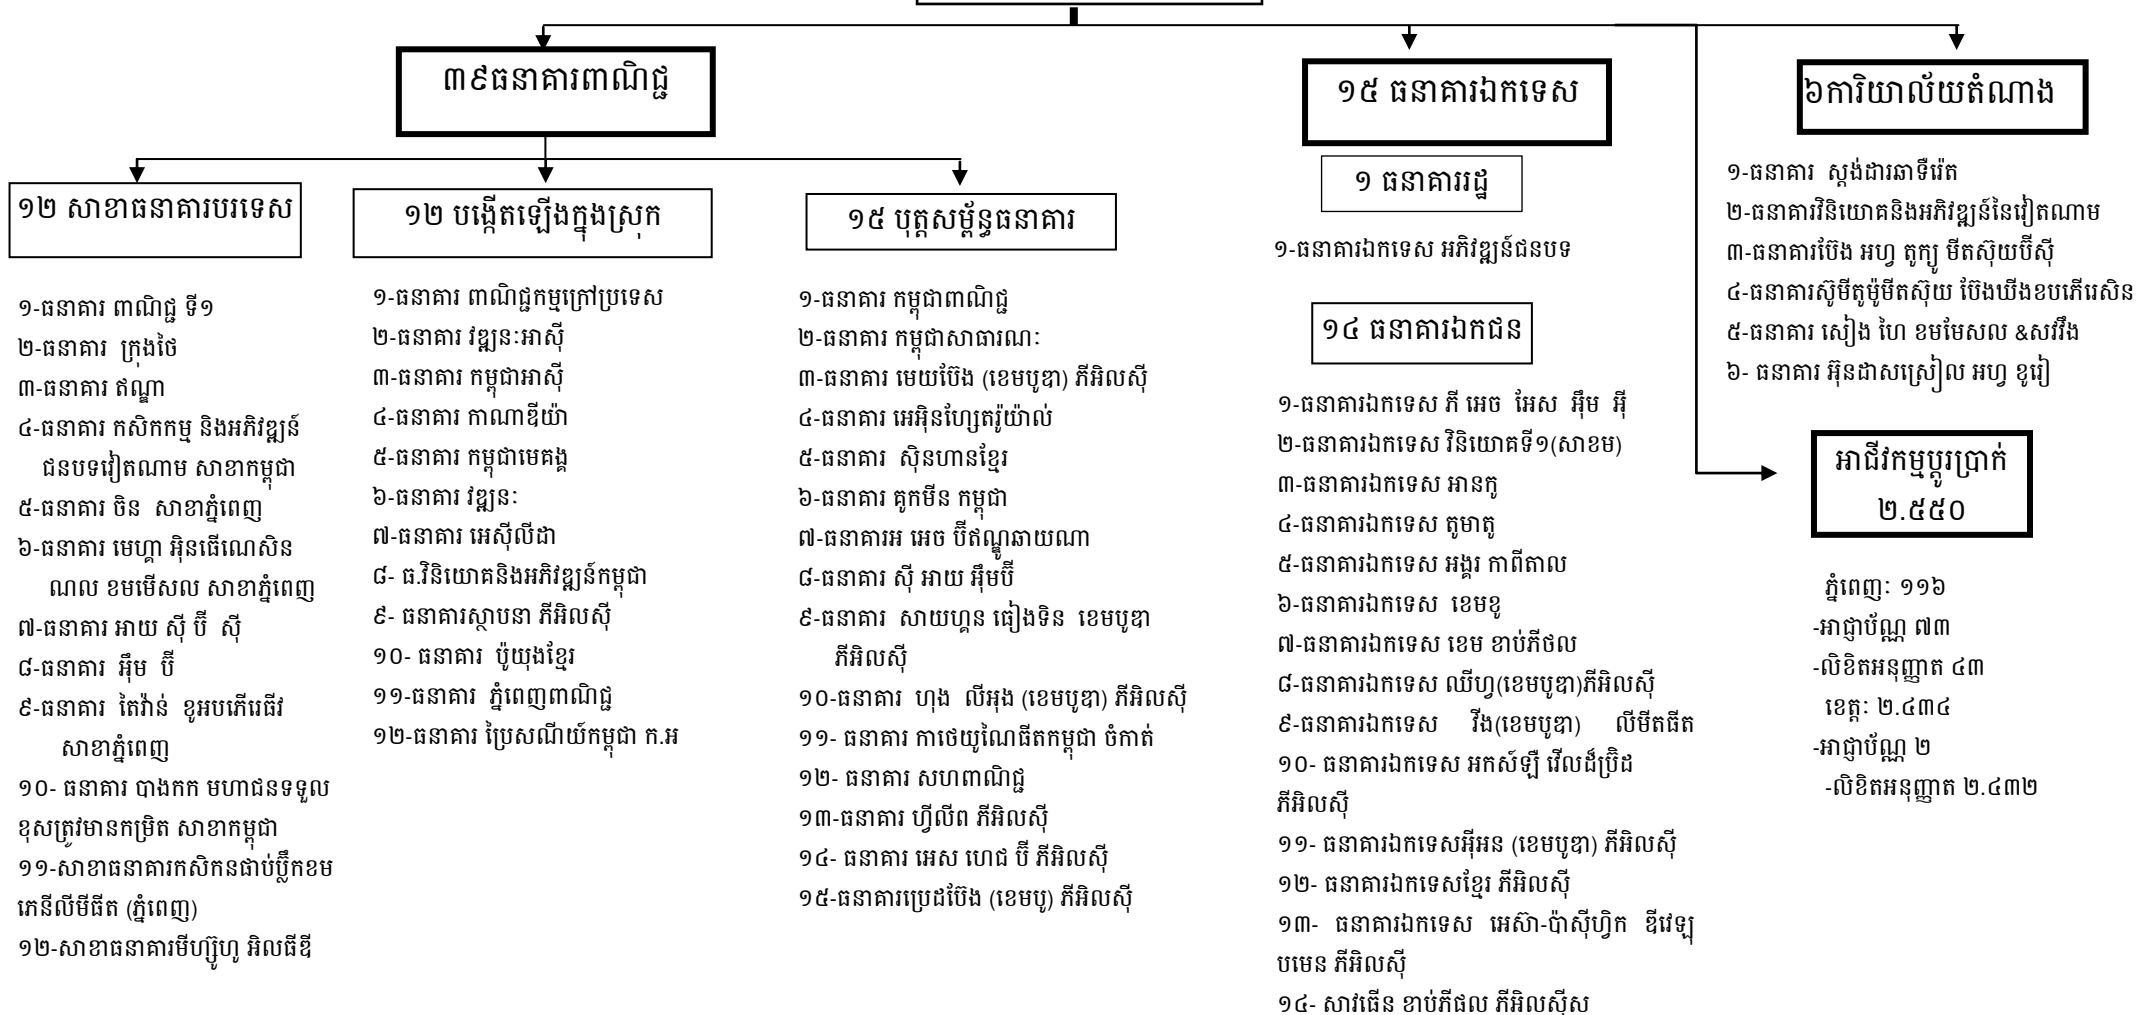 ៣៩ធនាគារពាណិជ្ជ
១២ សាខាធនាគារបរទេស
១-ធនាគារ ពាណិជ្ជ ទី១
២-ធនាគារ ក្រុងថៃ
៣-ធនាគារ ឥណ្ឌា
៤-ធនាគារ កសិកកម្ម និងអភិវឌ្ឍន៍
ជនបទវៀតណាម សាខាកម្ពុជា
៥-ធនាគារ ចិន សាខាភ្នំពេញ
៦-ធនាគារ មេហ្គា អ៊ិនធើណេសិន
ណល ខមមើសល សាខាភ្នំពេញ
៧-ធនាគារ អាយ ស៊ី ប៊ី ស៊ី
៨-ធនាគារ អ៊ឹម ប៊ី
៩-ធនាគារ តៃវ៉ាន់ ខូអបភើរេធីវ
សាខាភ្នំពេញ
១០- ធនាគារ បាងកក មហាជនទទួល
ខុសត្រូវមានកម្រិត សាខាកម្ពុជា
១១-សាខាធនាគារកសិកនផាប់ប្លឹកខម
ភេនីលីមីធីត (ភ្នំពេញ)
១២-សាខាធនាគារមីហ្ស៊ូហូ អិលធីឌី
១២ បង្កើតឡើងក្នុងស្រុក
១-ធនាគារ ពាណិជ្ជកម្មក្រៅប្រទេស
២-ធនាគារ វឌ្ឍនៈអាស៊ី
៣-ធនាគារ កម្ពុជាអាស៊ី
៤-ធនាគារ កាណាឌីយ៉ា
៥-ធនាគារ កម្ពុជាមេគង្គ
៦-ធនាគារ វឌ្ឍនៈ
៧-ធនាគារ អេស៊ីលីដា
៨- ធ.វិនិយោគនិងអភិវឌ្ឍន៍កម្ពុជា
៩- ធនាគារស្ថាបនា ភីអិលស៊ី
១០- ធនាគារ ប៉ូយុងខ្មែរ
១១-ធនាគារ ភ្នំពេញពាណិជ្ជ
១២-ធនាគារ ប្រៃសណីយ៍កម្ពុជា ក.អ
១៥ បុត្តសម្ព័ន្ធធនាគារ
១-ធនាគារ កម្ពុជាពាណិជ្ជ
២-ធនាគារ កម្ពុជាសាធារណៈ
៣-ធនាគារ មេយប៊ែង (ខេមបូឌា) ភីអិលស៊ី
៤-ធនាគារ អេអ៊ិនហ្សែតរ៉ូយ៉ាល់
៥-ធនាគារ ស៊ិនហានខ្មែរ
៦-ធនាគារ គូកមីន កម្ពុជា
៧-ធនាគារអ អេច ប៊ីឥណ្ឌូឆាយណា
៨-ធនាគារ ស៊ី អាយ អ៊ឹមប៊ី
៩-ធនាគារ សាយហ្គន ធៀងទិន ខេមបូឌា
ភីអិលស៊ី
១០-ធនាគារ ហុង លីអុង (ខេមបូឌា) ភីអិលស៊ី
១១- ធនាគារ កាថេយូណៃធីតកម្ពុជា ចំកាត់
១២- ធនាគារ សហពាណិជ្ជ
១៣-ធនាគារ ហ្វីលីព ភីអិលស៊ី
១៤- ធនាគារ អេស ហេជ ប៊ី ភីអិលស៊ី
១៥-ធនាគារប្រេដប៊ែង (ខេមបូ) ភីអិលស៊ី
១៥ ធនាគារឯកទេស
១ ធនាគាររដ្ឋ
១-ធនាគារឯកទេស អភិវឌ្ឍន៍ជនបទ
១៤ ធនាគារឯកជន
១-ធនាគារឯកទេស ភី អេច អែស អ៊ឹម អ៊ី
២-ធនាគារឯកទេស វិនិយោគទី១(សាខម)
៣-ធនាគារឯកទេស អានកូ
៤-ធនាគារឯកទេស តូមាតូ
៥-ធនាគារឯកទេស អង្គរ កាពីតាល
៦-ធនាគារឯកទេស ខេមខូ
៧-ធនាគារឯកទេស ខេម ខាប់ភីថល
៨-ធនាគារឯកទេស ឈីហ្វ(ខេមបូឌា)ភីអិលស៊ី
៩-ធនាគារឯកទេស វីង(ខេមបូឌា) លីមីតធីត
១០- ធនាគារឯកទេស អកស៍ឡឺ វើលដ៏ប្រ៊ិដ
ភីអិលស៊ី
១១- ធនាគារឯកទេសអ៊ីអន (ខេមបូឌា) ភីអិលស៊ី
១២- ធនាគារឯកទេសខ្មែរ ភីអិលស៊ី
១៣- ធនាគារឯកទេស អេស៊ា-ប៉ាស៊ីហ្វិក ឌីវេឡុ
បមេន ភីអិលស៊ី
១៤- សាវធើន ខាប់ភីផល ភីអិលស៊ីស
៦ការិយាល័យតំណាង
១-ធនាគារ ស្តង់ដារឆាទឺរ៉េត
២-ធនាគារវិនិយោគនិងអភិវឌ្ឍន៍នៃវៀតណាម
៣-ធនាគារប៊ែង អហ្វ តូក្យូ មីតស៊ុយប៊ីស៊ី
៤-ធនាគារស៊ូមីតូម៉ូមីតស៊ុយ ប៊ែងឃីងខបភើរេសិន
៥-ធនាគារ សៀង ហៃ ខមមែសល &សវវឹង
៦- ធនាគារ អ៊ិនដាសស្រៀល អហ្វ ខូរៀ
អាជីវកម្មប្តូរប្រាក់
២.៥៥០
ភ្នំពេញ: ១១៦
-អាជ្ញាប័ណ្ណ ៧៣
-លិខិតអនុញ្ញាត ៤៣
ខេត្ត: ២.៤៣៤
-អាជ្ញាប័ណ្ណ ២
-លិខិតអនុញ្ញាត ២.៤៣២